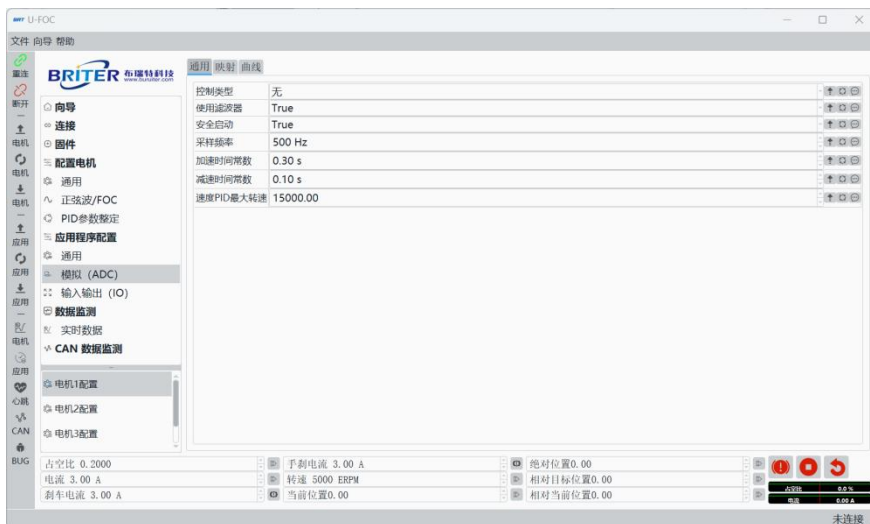 BRT U-FOC
文件 向导 帮助
重连
断开
电机
电机
电机
应用
应用
应用
电机
应用
心跳
CAN
BUG
BRITER 布瑞特科技
向导
连接
固件
配置电机
通用
正弦波/FOC
PID参数整定
应用程序配置
通用
模拟 (ADC)
输入输出 (IO)
数据监测
实时数据
CAN 数据监测
电机1配置
电机2配置
电机3配置
通用 映射 曲线
控制类型 无
使用滤波器 True
安全启动 True
采样频率 500 Hz
加速时间常数 0.30 s
减速时间常数 0.10 s
速度PID最大转速 15000.00
占空比 0.2000 手刹电流 3.00 A 绝对位置0.00
电流 3.00 A 转速 5000 ERPM 相对目标位置0.00
刹车电流 3.00 A 当前位置0.00 相对当前位置0.00
占空比 0.0 %
电流 0.00 A
未连接